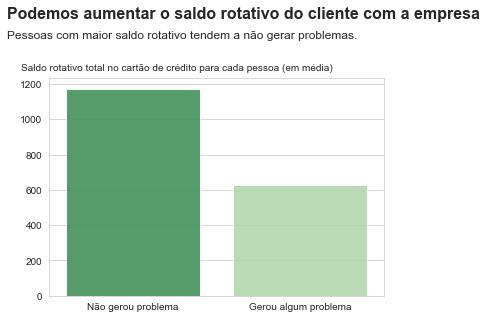 Podemos aumentar o saldo rotativo do cliente com a empresa
Pessoas com maior saldo rotativo tendem a não gerar problemas.
Saldo rotativo total no cartão de crédito para cada pessoa (em média)
1200
1000
800
600
400
200
0
Não gerou problema
Gerou algum problema